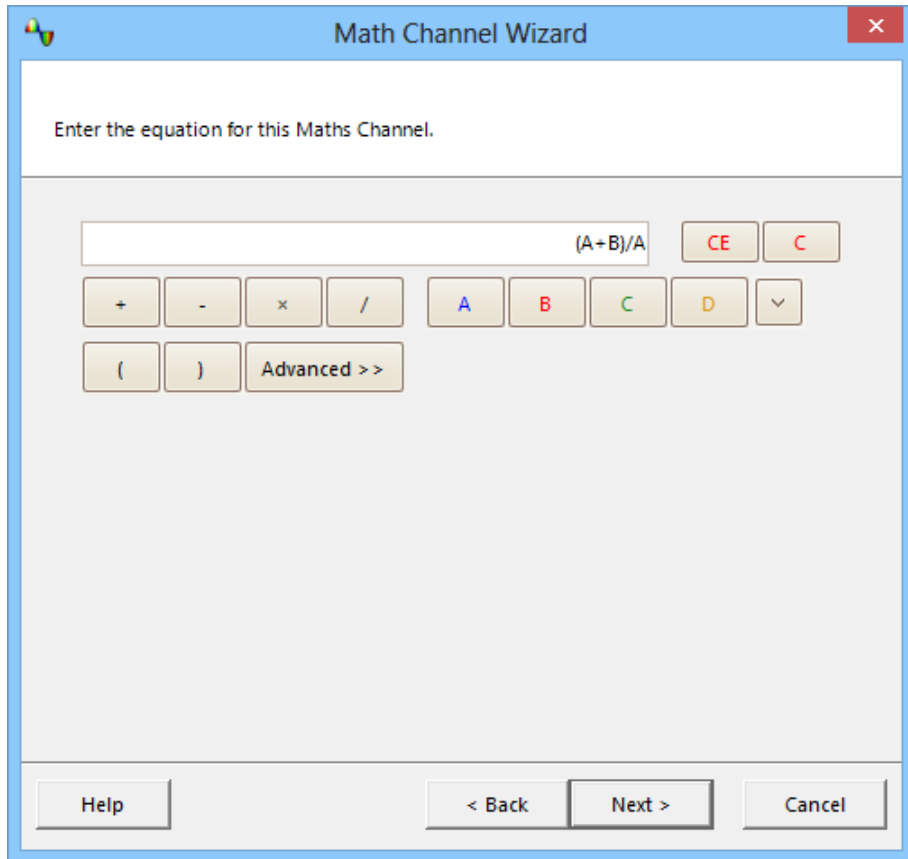 Math Channel Wizard
Enter the equation for this Maths Channel.
(A+B)/A CE C
+ - × / A B C D
( ) Advanced >>
Help < Back Next > Cancel